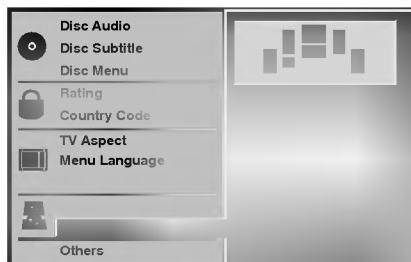 Disc Audio
Disc Subtitle
Disc Menu
Rating
Country Code
TV Aspect
Menu Language
Others